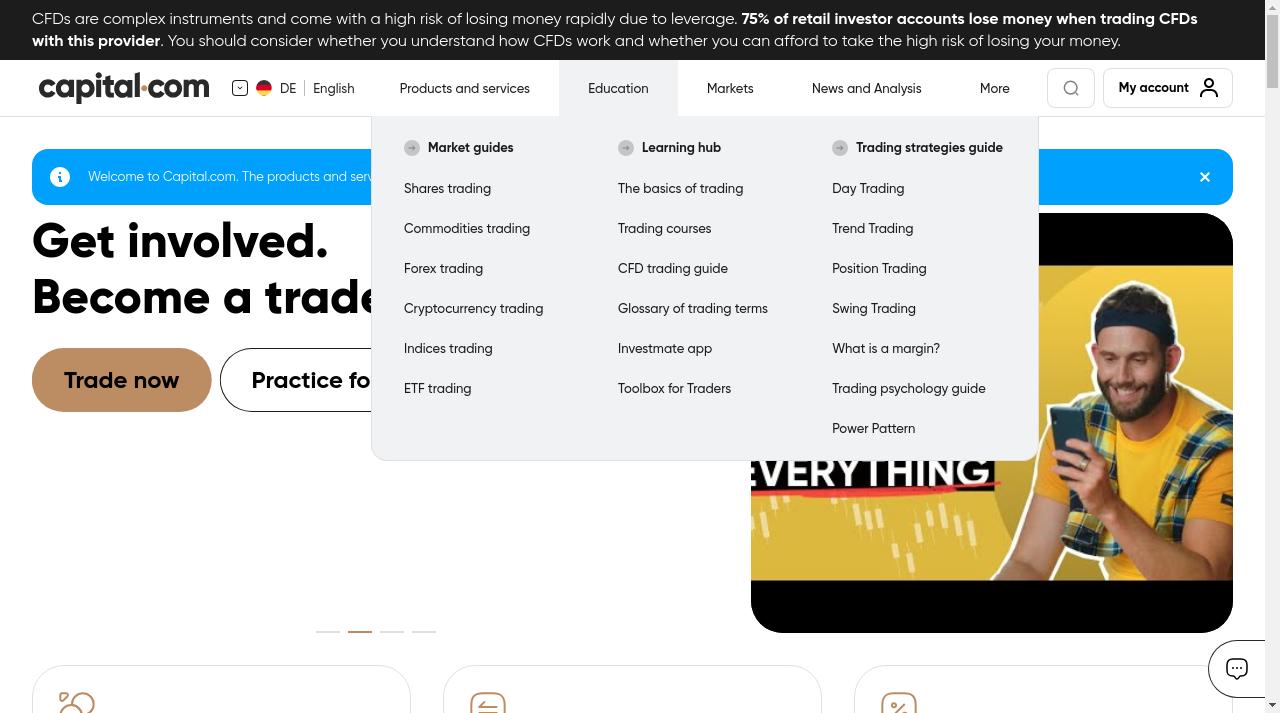 CFDs are complex instruments and come with a high risk of losing money rapidly due to leverage. 75% of retail investor accounts lose money when trading CFDs
with this provider. You should consider whether you understand how CFDs work and whether you can afford to take the high risk of losing your money.
capital.com
DE
English
Products and services
Education
Markets
News and Analysis
More
My account
Market guides
Shares trading
Commodities trading
Forex trading
Cryptocurrency trading
Indices trading
ETF trading
Learning hub
The basics of trading
Trading courses
CFD trading guide
Glossary of trading terms
Investmate app
Toolbox for Traders
Trading strategies guide
Day Trading
Trend Trading
Position Trading
Swing Trading
What is a margin?
Trading psychology guide
Power Pattern
Welcome to Capital.com. The products and
Get involved.
Become a
Trade now
Practice
EVERYTHING